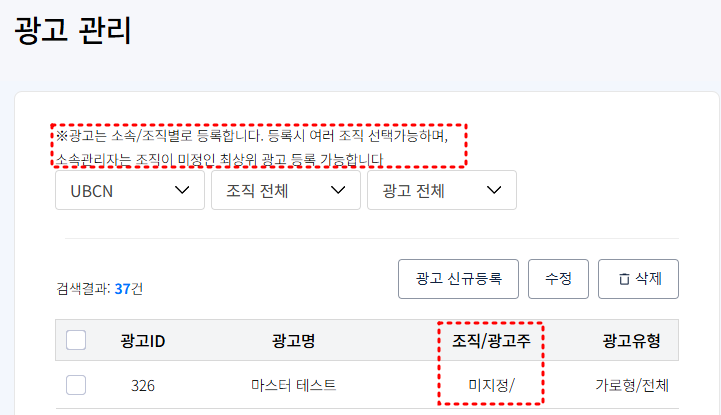 광고 관리
※광고는 소속/조직별로 등록합니다. 등록시 여러 조직 선택가능하며,
소속관리자는 조직이 미정인 최상위 광고 등록 가능합니다
UBCN 조직 전체 광고 전체
검색결과: 37건 광고 신규등록 수정 삭제
광고ID 광고명 조직/광고주 광고유형
326 마스터 테스트 미지정/ 가로형/전체